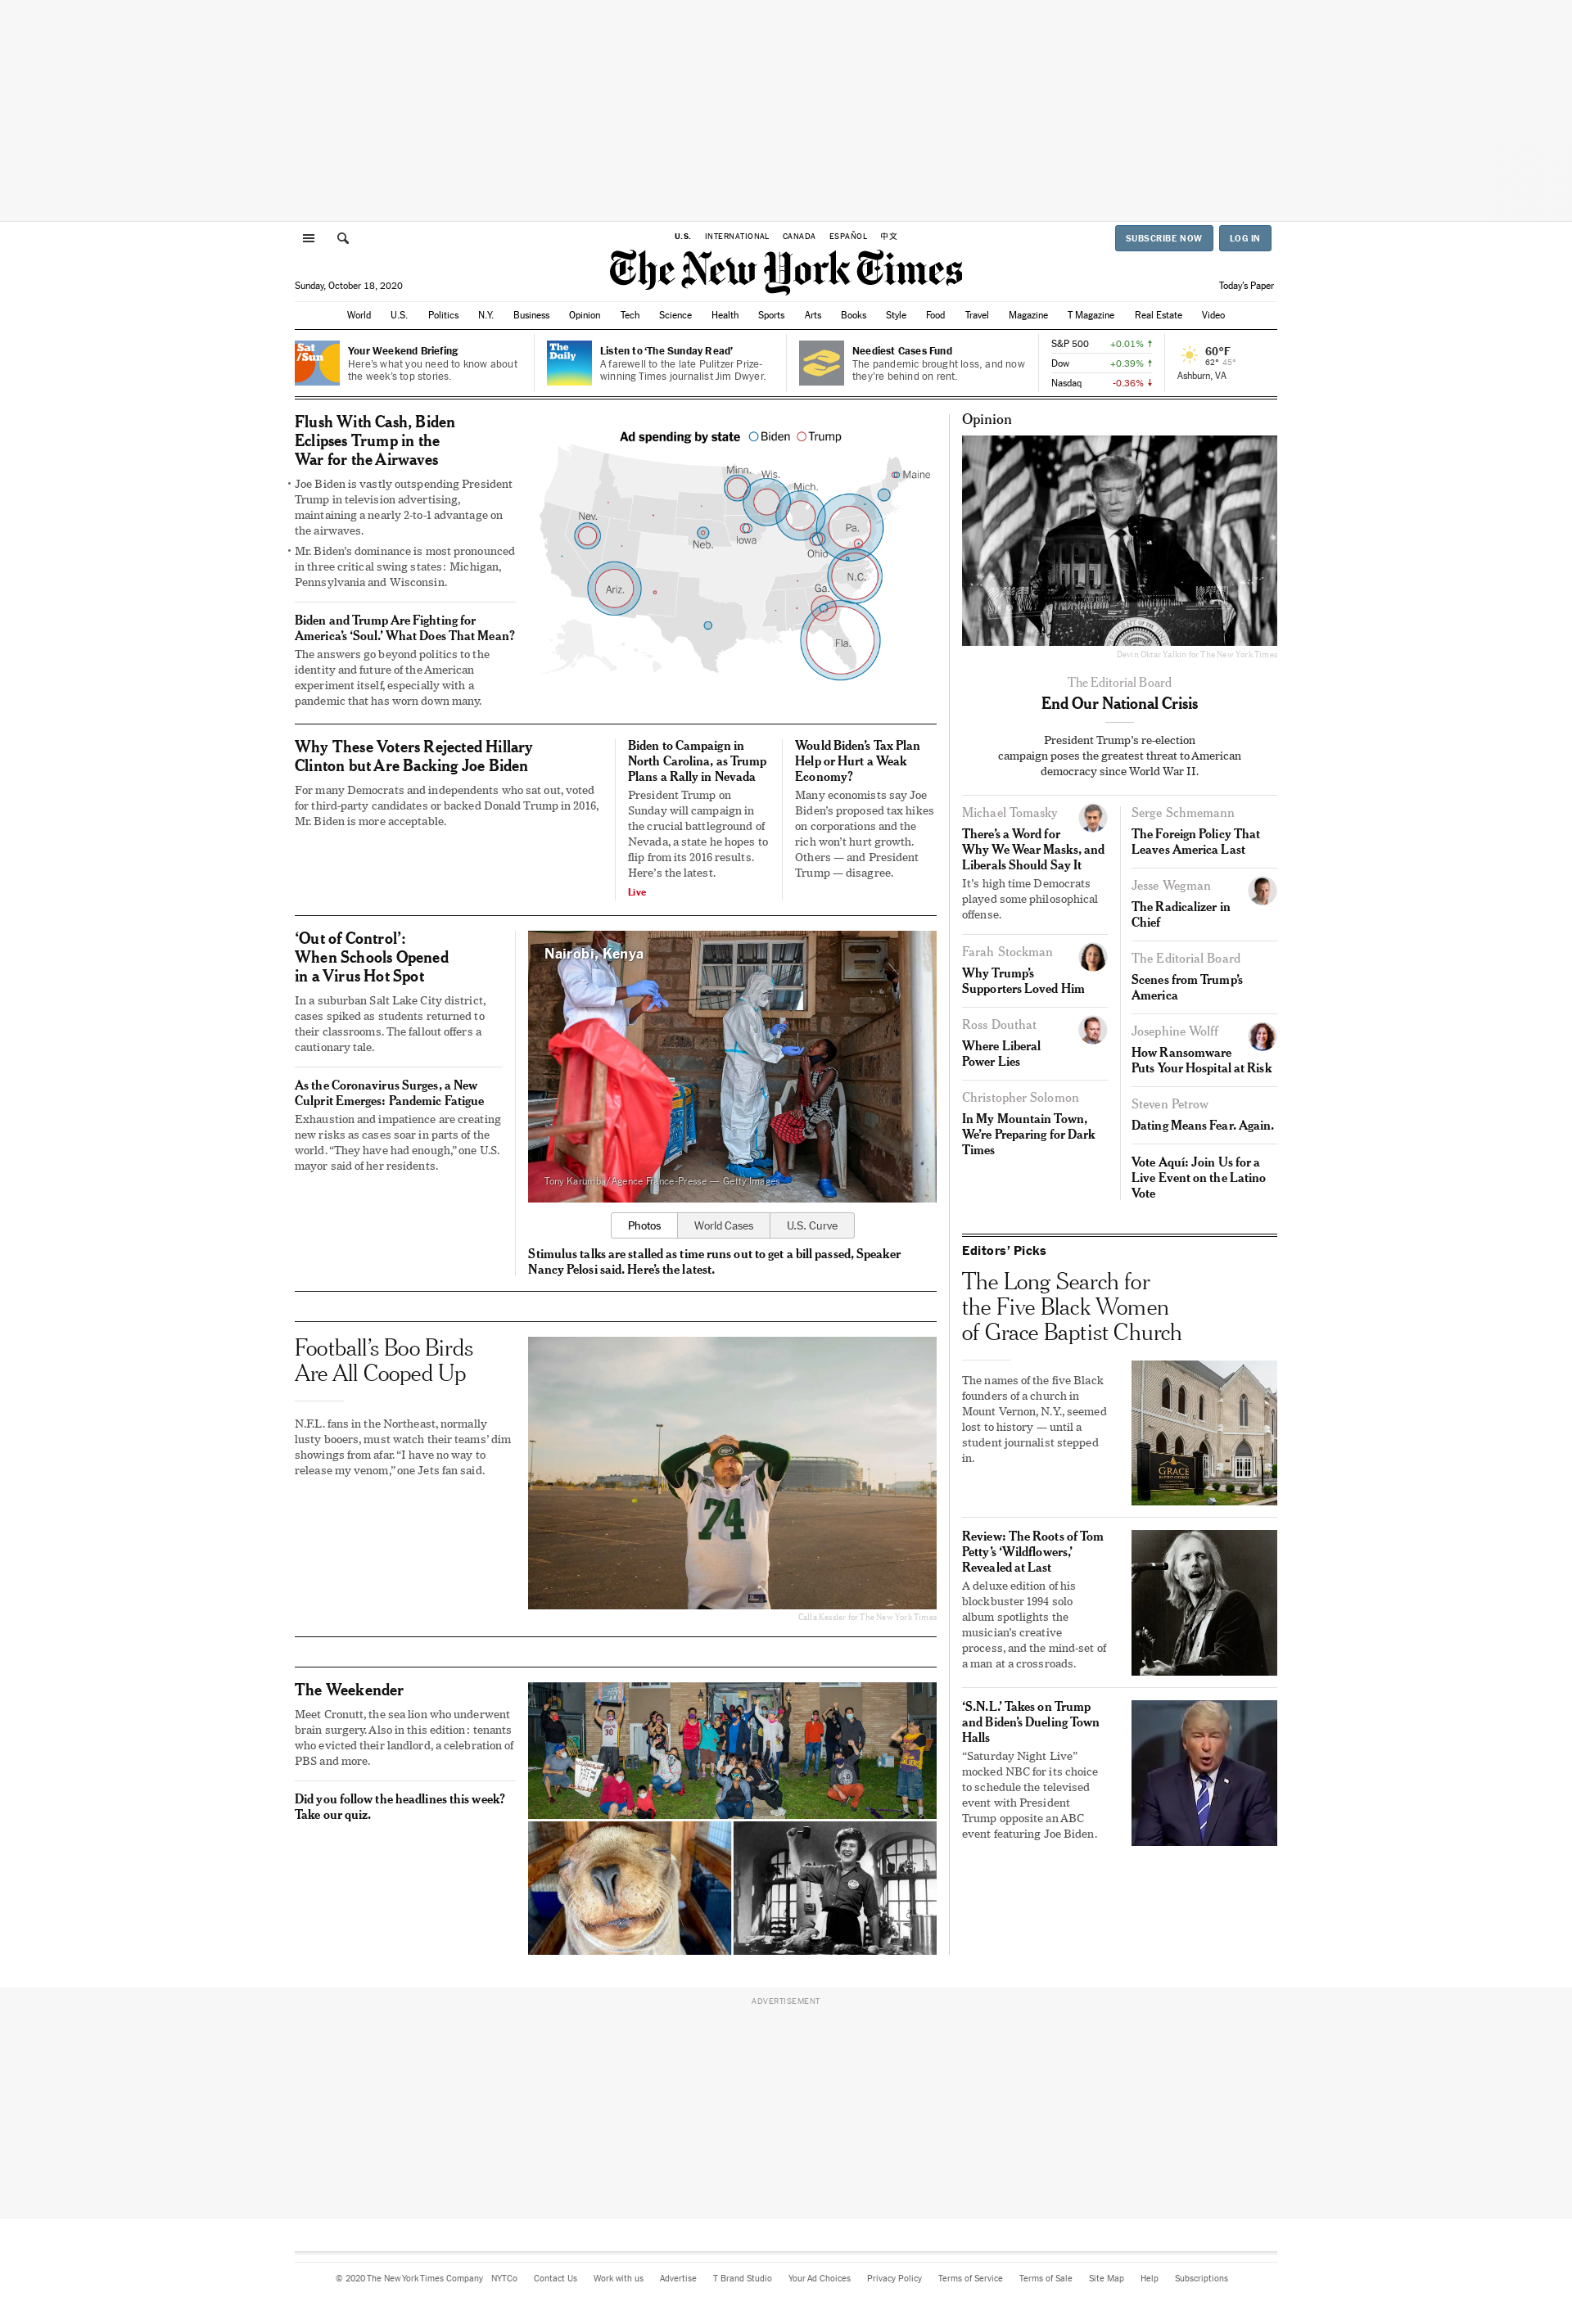 U.S. INTERNATIONAL CANADA ESPAÑOL 中文
SUBSCRIBE NOW LOG IN
The New York Times
Sunday, October 18, 2020
Today's Paper
World U.S. Politics N.Y. Business Opinion Tech Science Health Sports Arts Books Style Food Travel Magazine T Magazine Real Estate Video
Sat
/Sun
Your Weekend Briefing
Here's what you need to know about
the week's top stories.
The
Daily
Listen to 'The Sunday Read'
A farewell to the late Pulitzer Prize-
winning Times journalist Jim Dwyer.
Neediest Cases Fund
The pandemic brought loss, and now
they're behind on rent.
S&P 500 +0.01%
Dow +0.39%
Nasdaq -0.36%
60°F
62° 45°
Ashburn, VA
Flush With Cash, Biden
Eclipses Trump in the
War for the Airwaves
• Joe Biden is vastly outspending President
Trump in television advertising,
maintaining a nearly 2-to-1 advantage on
the airwaves.
• Mr. Biden's dominance is most pronounced
in three critical swing states: Michigan,
Pennsylvania and Wisconsin.
Biden and Trump Are Fighting for
America's 'Soul.' What Does That Mean?
The answers go beyond politics to the
identity and future of the American
experiment itself, especially with a
pandemic that has worn down many.
Ad spending by state Biden Trump
Minn.
Wis.
Mich.
Maine
Nev.
Neb.
Iowa
Ohio
Pa.
Ariz.
N.C.
Ga.
Fla.
Why These Voters Rejected Hillary
Clinton but Are Backing Joe Biden
For many Democrats and independents who sat out, voted
for third-party candidates or backed Donald Trump in 2016,
Mr. Biden is more acceptable.
Biden to Campaign in
North Carolina, as Trump
Plans a Rally in Nevada
President Trump on
Sunday will campaign in
the crucial battleground of
Nevada, a state he hopes to
flip from its 2016 results.
Here's the latest.
Live
Would Biden's Tax Plan
Help or Hurt a Weak
Economy?
Many economists say Joe
Biden's proposed tax hikes
on corporations and the
rich won't hurt growth.
Others — and President
Trump — disagree.
'Out of Control':
When Schools Opened
in a Virus Hot Spot
In a suburban Salt Lake City district,
cases spiked as students returned to
their classrooms. The fallout offers a
cautionary tale.
As the Coronavirus Surges, a New
Culprit Emerges: Pandemic Fatigue
Exhaustion and impatience are creating
new risks as cases soar in parts of the
world. "They have had enough," one U.S.
mayor said of her residents.
Nairobi, Kenya
Tony Karumba/Agence France-Presse — Getty Images
Photos World Cases U.S. Curve
Stimulus talks are stalled as time runs out to get a bill passed, Speaker
Nancy Pelosi said. Here's the latest.
Football's Boo Birds
Are All Cooped Up
N.F.L. fans in the Northeast, normally
lusty booers, must watch their teams' dim
showings from afar. "I have no way to
release my venom," one Jets fan said.
74
Calla Kessler for The New York Times
The Weekender
Meet Cronutt, the sea lion who underwent
brain surgery. Also in this edition: tenants
who evicted their landlord, a celebration of
PBS and more.
Did you follow the headlines this week?
Take our quiz.
30
Opinion
Devin Oktar Yalkin for The New York Times
The Editorial Board
End Our National Crisis
President Trump's re-election
campaign poses the greatest threat to American
democracy since World War II.
Michael Tomasky
There's a Word for
Why We Wear Masks, and
Liberals Should Say It
It's high time Democrats
played some philosophical
offense.
Farah Stockman
Why Trump's
Supporters Loved Him
Ross Douthat
Where Liberal
Power Lies
Christopher Solomon
In My Mountain Town,
We're Preparing for Dark
Times
Serge Schmemann
The Foreign Policy That
Leaves America Last
Jesse Wegman
The Radicalizer in
Chief
The Editorial Board
Scenes from Trump's
America
Josephine Wolff
How Ransomware
Puts Your Hospital at Risk
Steven Petrow
Dating Means Fear. Again.
Vote Aquí: Join Us for a
Live Event on the Latino
Vote
Editors' Picks
The Long Search for
the Five Black Women
of Grace Baptist Church
The names of the five Black
founders of a church in
Mount Vernon, N.Y., seemed
lost to history — until a
student journalist stepped
in.
GRACE
Review: The Roots of Tom
Petty's 'Wildflowers,'
Revealed at Last
A deluxe edition of his
blockbuster 1994 solo
album spotlights the
musician's creative
process, and the mind-set of
a man at a crossroads.
'S.N.L.' Takes on Trump
and Biden's Dueling Town
Halls
"Saturday Night Live"
mocked NBC for its choice
to schedule the televised
event with President
Trump opposite an ABC
event featuring Joe Biden.
ADVERTISEMENT
© 2020 The New York Times Company NYTCo Contact Us Work with us Advertise T Brand Studio Your Ad Choices Privacy Policy Terms of Service Terms of Sale Site Map Help Subscriptions